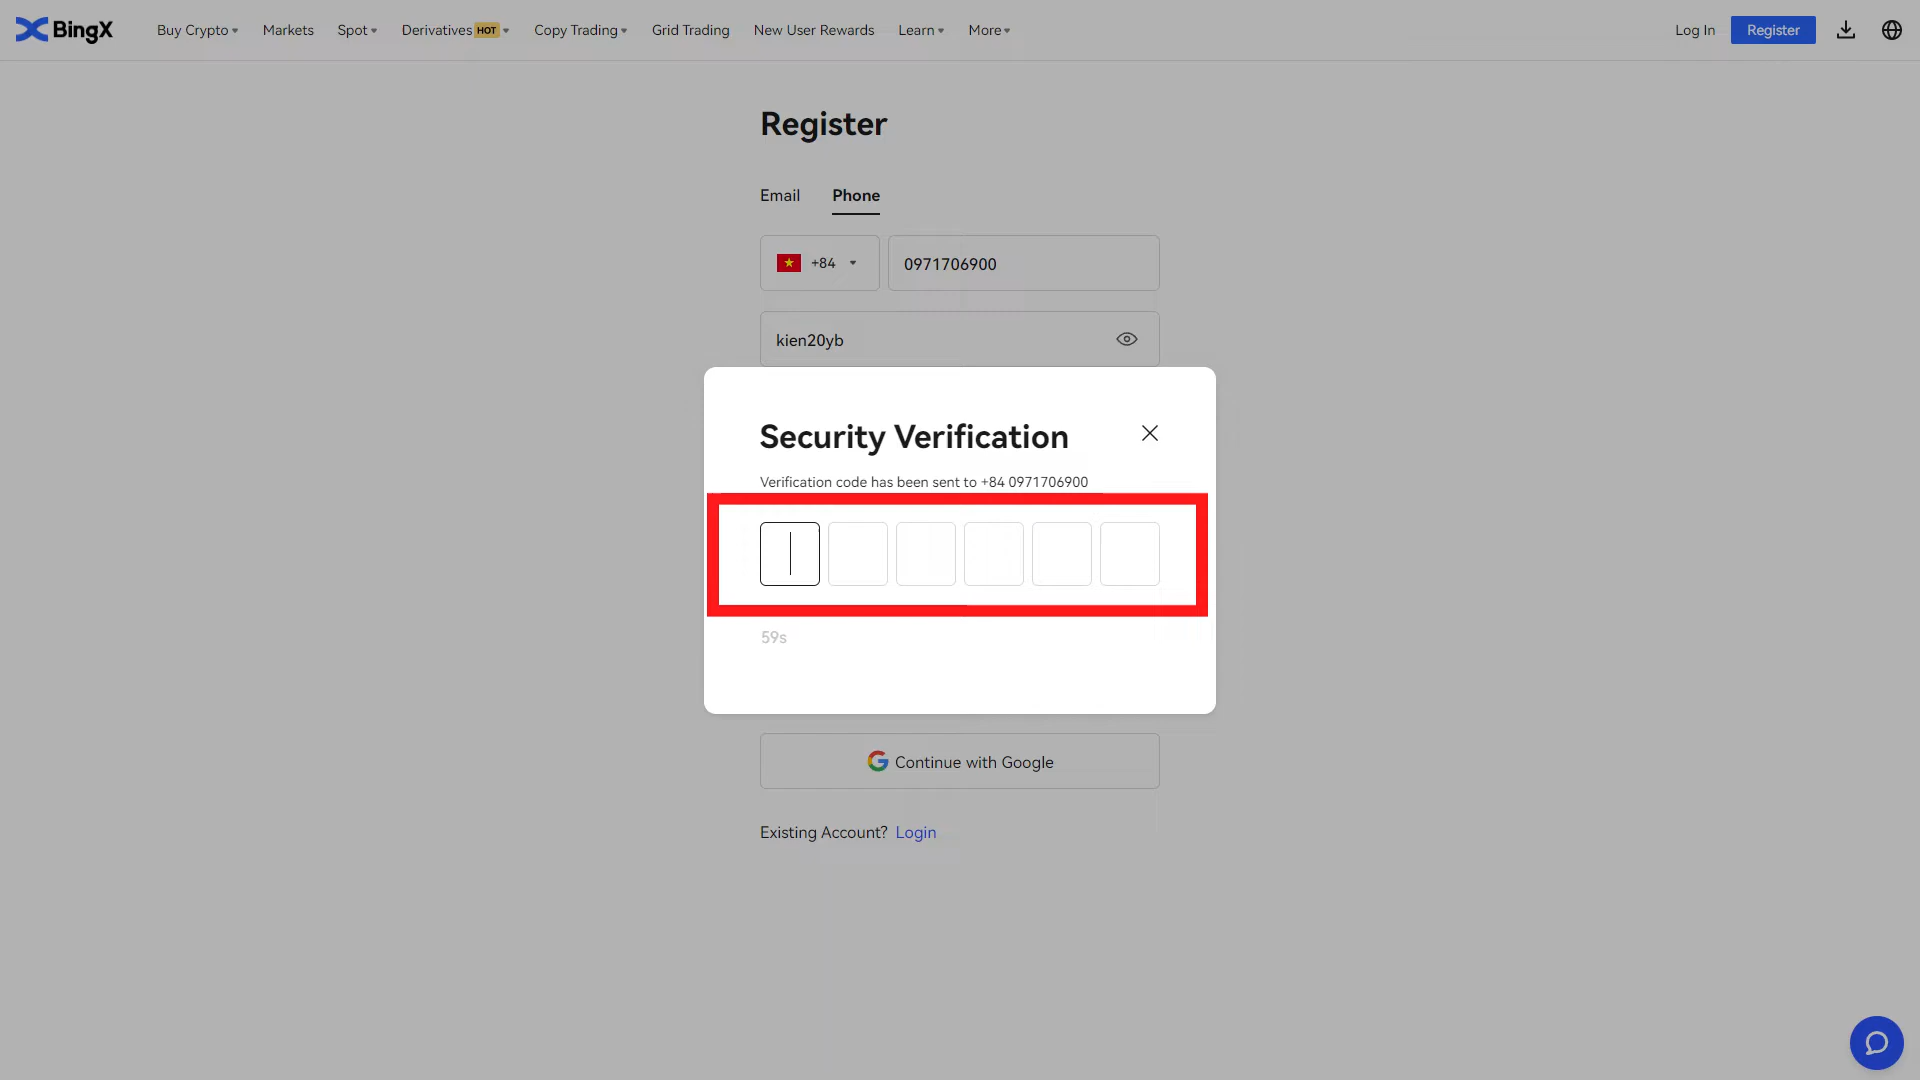 BingX Buy Crypto Markets Spot Derivatives HOT Copy Trading Grid Trading New User Rewards Learn More Log In Register
Register
Email Phone
+84 0971706900
kien20yb
Security Verification
Verification code has been sent to +84 0971706900
59s
Continue with Google
Existing Account? Login